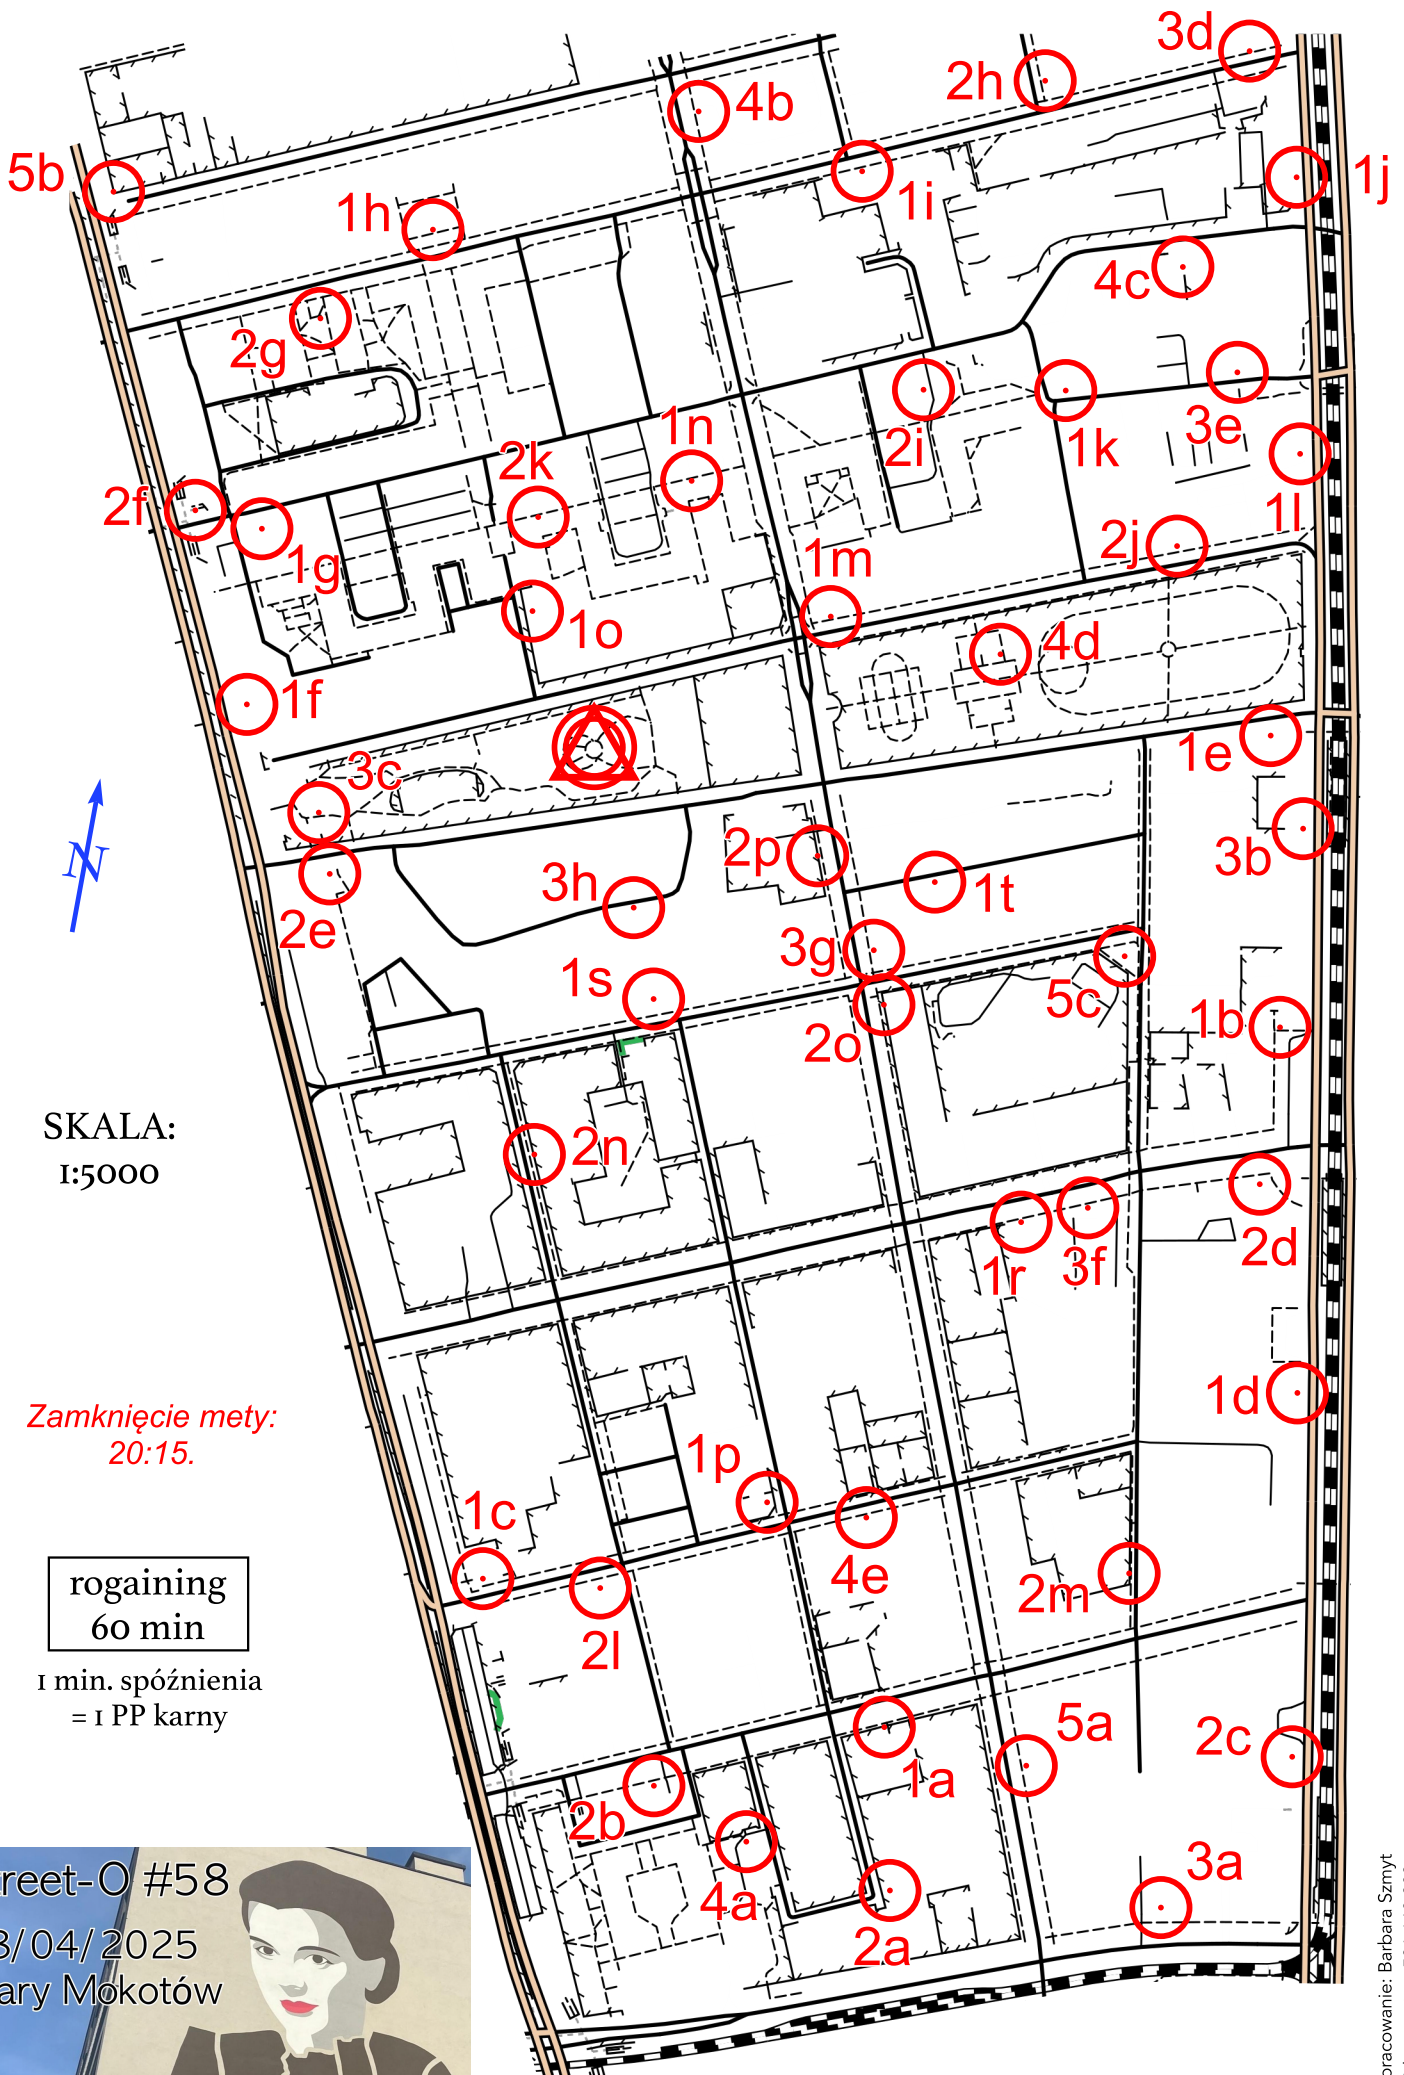 3d
2h
4b
5b
1j
1h
1i
4c
2g
3e
1n
2i
1k
2k
2f
1l
2j
1m
1g
1o
4d
1f
1e
3c
2p
3b
3h
1t
2e
3g
1s
5c
1b
2o
N
SKALA:
1:5000
2n
2d
1r
3f
1d
Zamknięcie mety:
20:15.
1p
1c
4e
2m
rogaining
60 min
2l
1 min. spóźnienia
= 1 PP karny
5a
2c
1a
2b
3a
4a
2a
reet-O #58
/04/2025
ary Mokotów
pracowanie: Barbara Szmyt